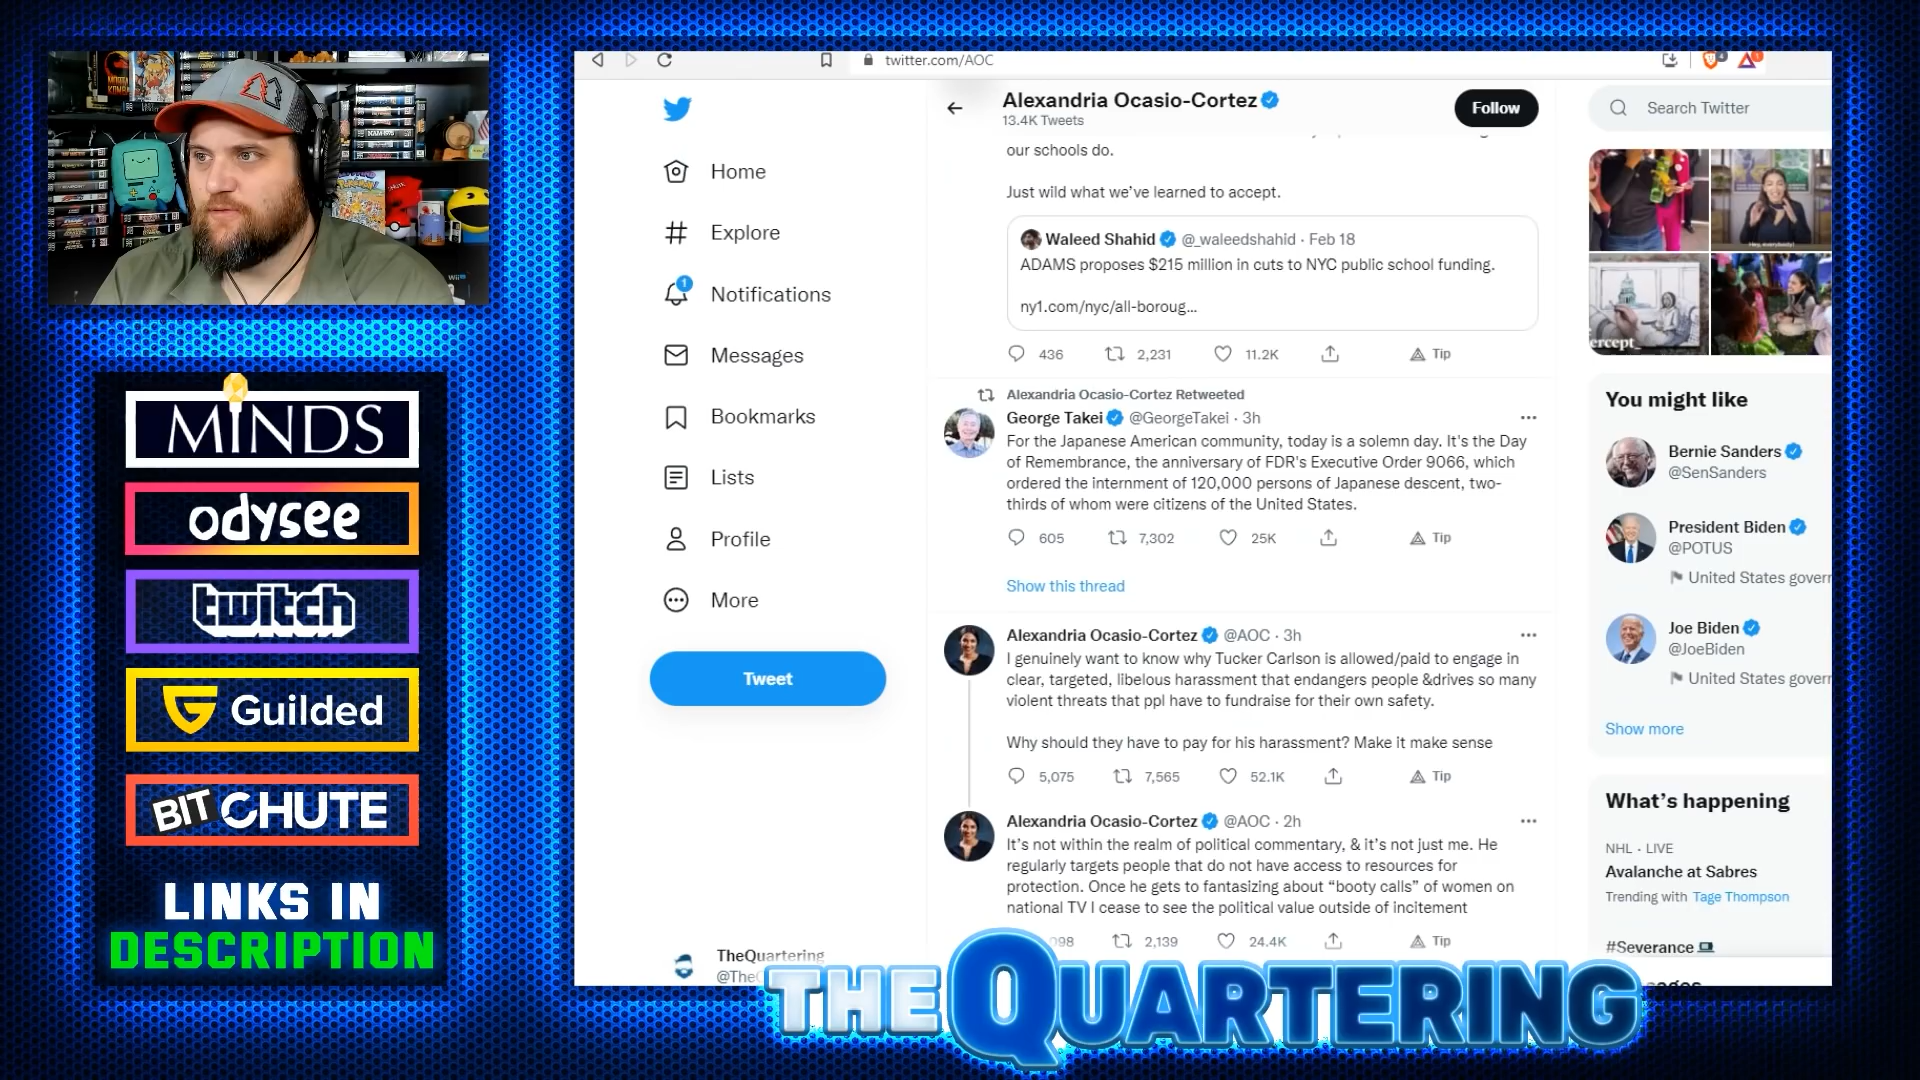 twitter.com/AOC
Alexandria Ocasio-Cortez
13.4K Tweets
Follow
Search Twitter
Home
Explore
1
Notifications
Messages
Bookmarks
Lists
Profile
More
Tweet
TheQuartering
our schools do.
Just wild what we’ve learned to accept.
Waleed Shahid @_waleedshahid · Feb 18
ADAMS proposes $215 million in cuts to NYC public school funding.
ny1.com/nyc/all-boroug...
436 2,231 11.2K Tip
Alexandria Ocasio-Cortez Retweeted
George Takei @GeorgeTakei · 3h
For the Japanese American community, today is a solemn day. It's the Day
of Remembrance, the anniversary of FDR's Executive Order 9066, which
ordered the internment of 120,000 persons of Japanese descent, two-
thirds of whom were citizens of the United States.
605 7,302 25K Tip
Show this thread
Alexandria Ocasio-Cortez @AOC · 3h
I genuinely want to know why Tucker Carlson is allowed/paid to engage in
clear, targeted, libelous harassment that endangers people &drives so many
violent threats that ppl have to fundraise for their own safety.
Why should they have to pay for his harassment? Make it make sense
5,075 7,565 52.1K Tip
Alexandria Ocasio-Cortez @AOC · 2h
It’s not within the realm of political commentary, & it’s not just me. He
regularly targets people that do not have access to resources for
protection. Once he gets to fantasizing about “booty calls” of women on
national TV I cease to see the political value outside of incitement
2,139 24.4K Tip
Hey, everybody!
ercept_
You might like
Bernie Sanders
@SenSanders
President Biden
@POTUS
United States gover
Joe Biden
@JoeBiden
United States gover
Show more
What’s happening
NHL · LIVE
Avalanche at Sabres
Trending with Tage Thompson
#Severance
MINDS
odysee
twitch
Guilded
BITCHUTE
LINKS IN
DESCRIPTION
THE QUARTERING